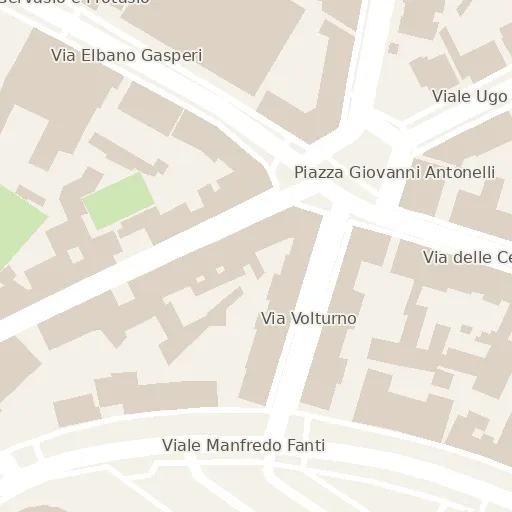 Via Elbano Gasperi
Viale Ugo
Piazza Giovanni Antonelli
Via delle Ce
Via Volturno
Viale Manfredo Fanti